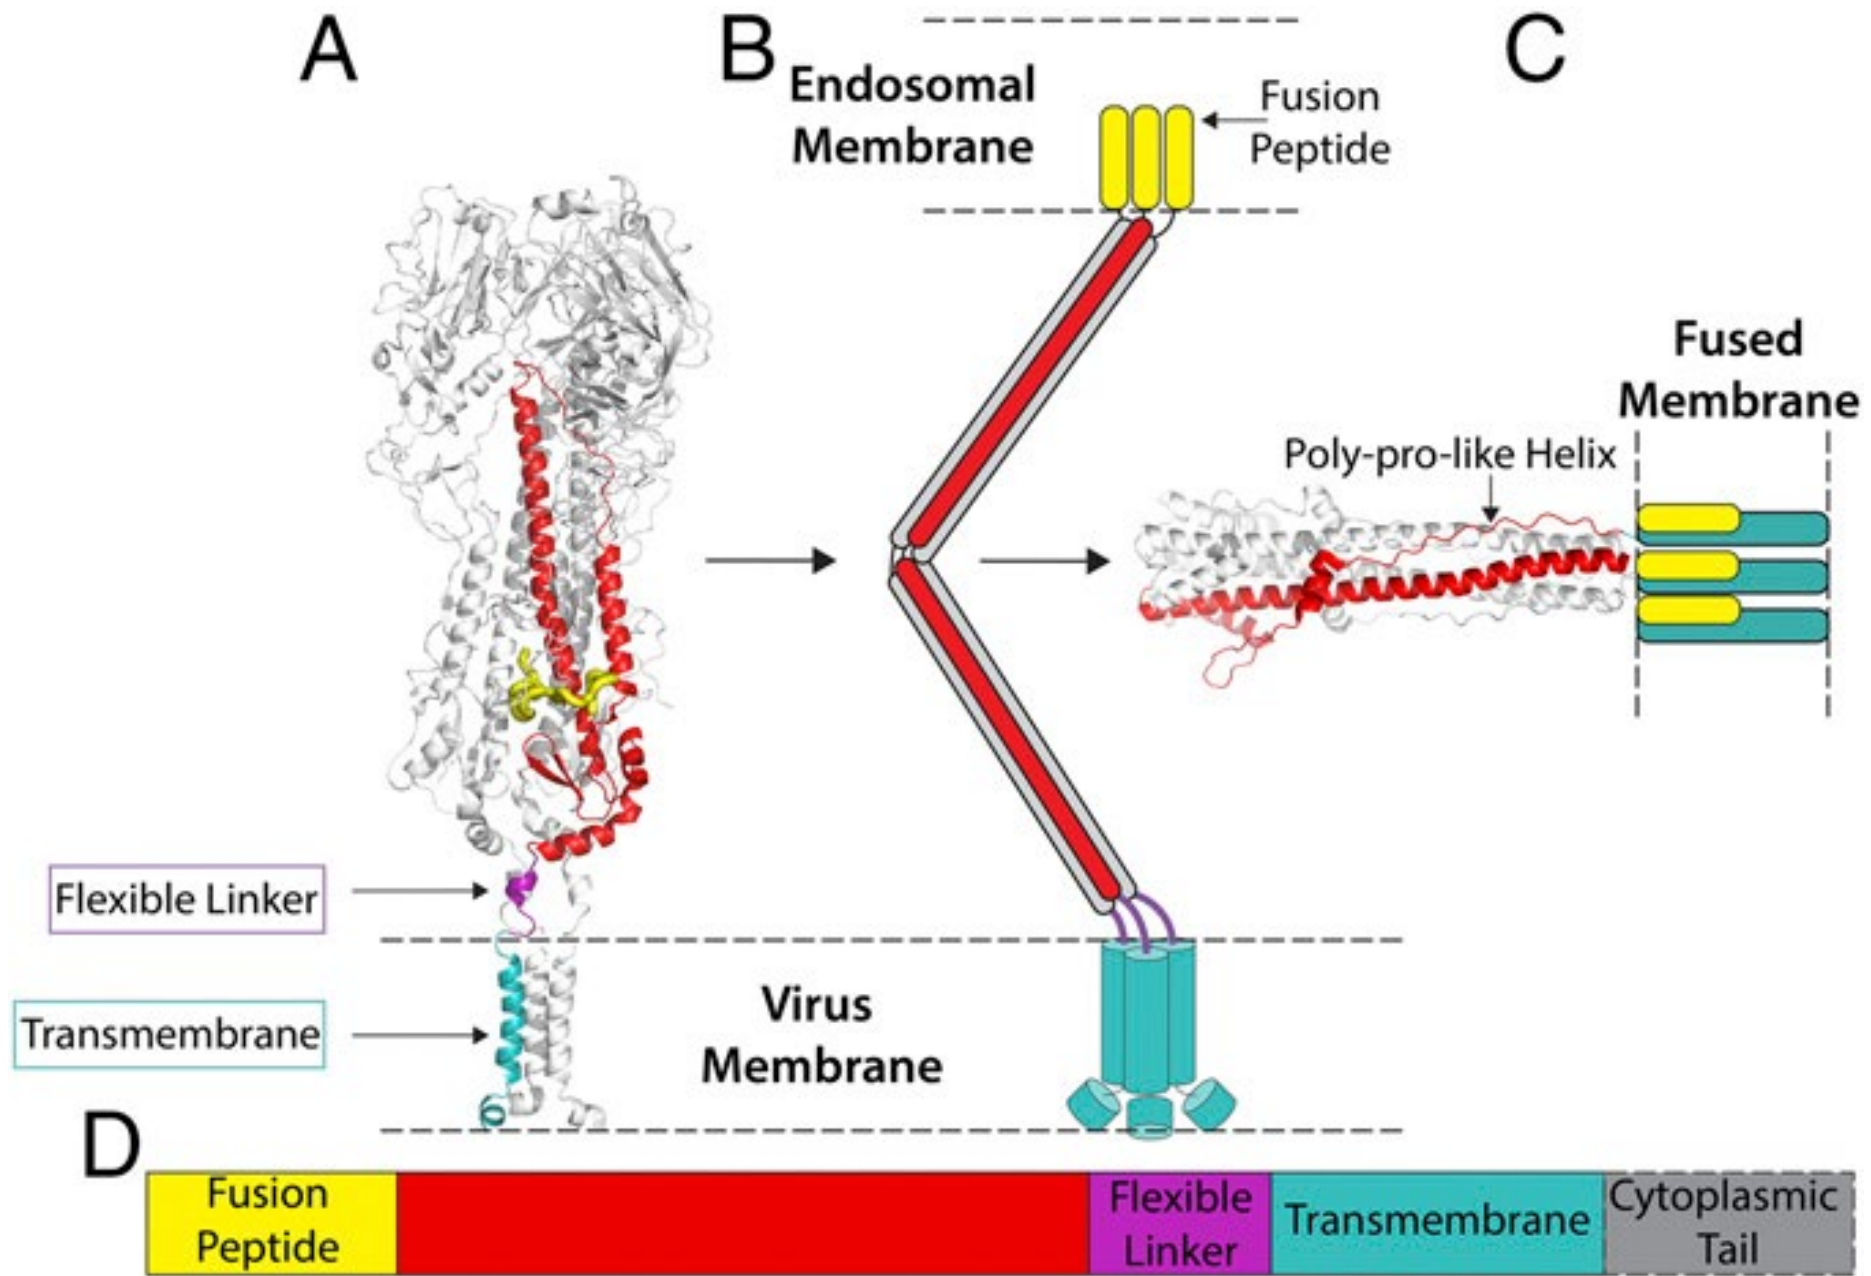 A
B
C
Endosomal
Membrane
Fusion
Peptide
Fused
Membrane
Poly-pro-like Helix
Flexible Linker
Transmembrane
Virus
Membrane
D
Fusion
Peptide
Flexible
Linker
Transmembrane
Cytoplasmic
Tail